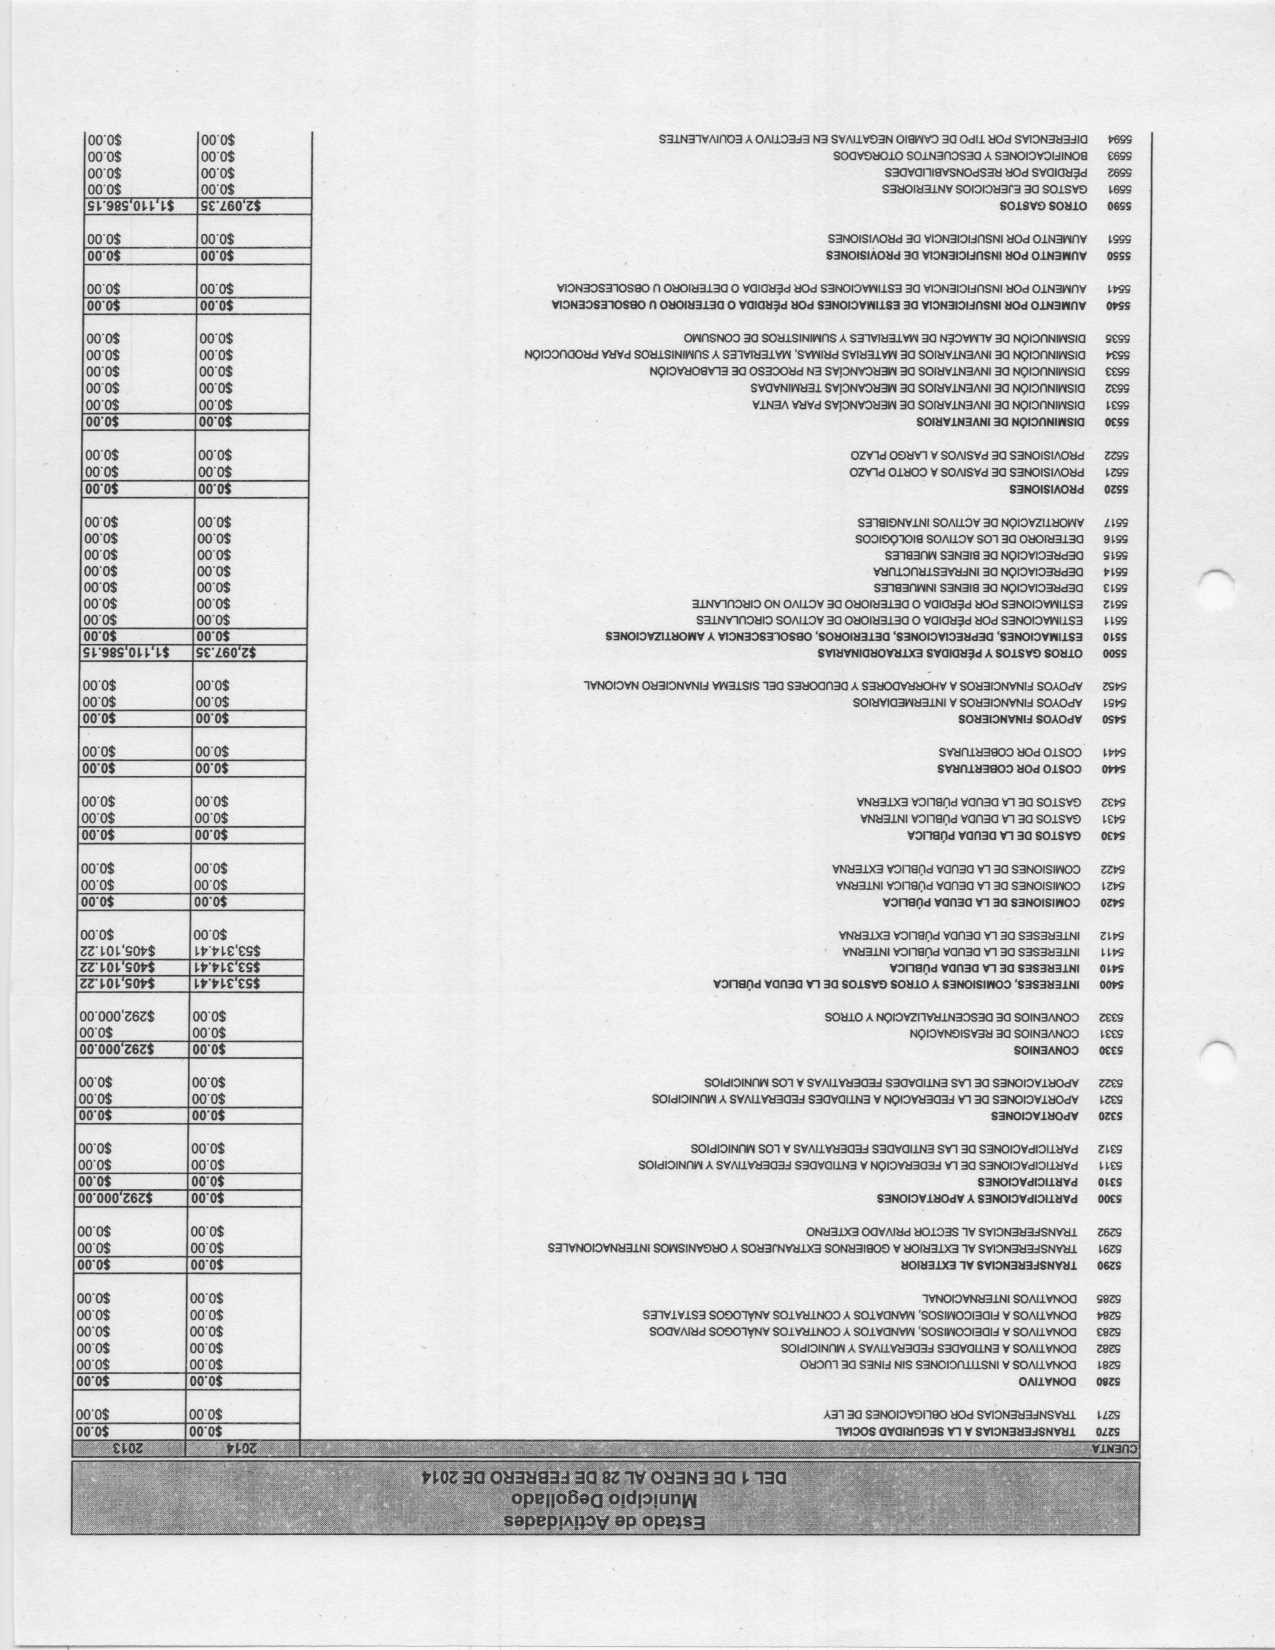 Estado de Actividades
Municipio Degollado
DEL 1 DE ENERO AL 28 DE FEBRERO DE 2014
CUENTA 2014 2013
5270 TRANSFERENCIAS A LA SEGURIDAD SOCIAL $0.00 $0.00
5271 TRASNFERENCIAS POR OBLIGACIONES DE LEY $0.00 $0.00
5280 DONATIVO $0.00 $0.00
5281 DONATIVOS A INSTITUCIONES SIN FINES DE LUCRO $0.00 $0.00
5282 DONATIVOS A ENTIDADES FEDERATIVAS Y MUNICIPIOS $0.00 $0.00
5283 DONATIVOS A FIDEICOMISOS, MANDATOS Y CONTRATOS ANÁLOGOS PRIVADOS $0.00 $0.00
5284 DONATIVOS A FIDEICOMISOS, MANDATOS Y CONTRATOS ANÁLOGOS ESTATALES $0.00 $0.00
5285 DONATIVOS INTERNACIONAL $0.00 $0.00
5290 TRANSFERENCIAS AL EXTERIOR $0.00 $0.00
5291 TRANSFERENCIAS AL EXTERIOR A GOBIERNOS EXTRANJEROS Y ORGANISMOS INTERNACIONALES $0.00 $0.00
5292 TRANSFERENCIAS AL SECTOR PRIVADO EXTERNO $0.00 $0.00
5300 PARTICIPACIONES Y APORTACIONES $0.00 $292,000.00
5310 PARTICIPACIONES $0.00 $0.00
5311 PARTICIPACIONES DE LA FEDERACIÓN A ENTIDADES FEDERATIVAS Y MUNICIPIOS $0.00 $0.00
5312 PARTICIPACIONES DE LAS ENTIDADES FEDERATIVAS A LOS MUNICIPIOS $0.00 $0.00
5320 APORTACIONES $0.00 $0.00
5321 APORTACIONES DE LA FEDERACIÓN A ENTIDADES FEDERATIVAS Y MUNICIPIOS $0.00 $0.00
5322 APORTACIONES DE LAS ENTIDADES FEDERATIVAS A LOS MUNICIPIOS $0.00 $0.00
5330 CONVENIOS $0.00 $292,000.00
5331 CONVENIOS DE REASIGNACIÓN $0.00 $0.00
5332 CONVENIOS DE DESCENTRALIZACIÓN Y OTROS $0.00 $292,000.00
5400 INTERESES, COMISIONES Y OTROS GASTOS DE LA DEUDA PÚBLICA $53,314.41 $405,101.22
5410 INTERESES DE LA DEUDA PÚBLICA $53,314.41 $405,101.22
5411 INTERESES DE LA DEUDA PÚBLICA INTERNA $53,314.41 $405,101.22
5412 INTERESES DE LA DEUDA PÚBLICA EXTERNA $0.00 $0.00
5420 COMISIONES DE LA DEUDA PÚBLICA $0.00 $0.00
5421 COMISIONES DE LA DEUDA PÚBLICA INTERNA $0.00 $0.00
5422 COMISIONES DE LA DEUDA PÚBLICA EXTERNA $0.00 $0.00
5430 GASTOS DE LA DEUDA PÚBLICA $0.00 $0.00
5431 GASTOS DE LA DEUDA PÚBLICA INTERNA $0.00 $0.00
5432 GASTOS DE LA DEUDA PÚBLICA EXTERNA $0.00 $0.00
5440 COSTO POR COBERTURAS $0.00 $0.00
5441 COSTO POR COBERTURAS $0.00 $0.00
5450 APOYOS FINANCIEROS $0.00 $0.00
5451 APOYOS FINANCIEROS A INTERMEDIARIOS $0.00 $0.00
5452 APOYOS FINANCIEROS A AHORRADORES Y DEUDORES DEL SISTEMA FINANCIERO NACIONAL $0.00 $0.00
5500 OTROS GASTOS Y PÉRDIDAS EXTRAORDINARIAS $2,097.35 $1,110,586.15
5510 ESTIMACIONES, DEPRECIACIONES, DETERIOROS, OBSOLESCENCIA Y AMORTIZACIONES $0.00 $0.00
5511 ESTIMACIONES POR PÉRDIDA O DETERIORO DE ACTIVOS CIRCULANTES $0.00 $0.00
5512 ESTIMACIONES POR PÉRDIDA O DETERIORO DE ACTIVO NO CIRCULANTE $0.00 $0.00
5513 DEPRECIACIÓN DE BIENES INMUEBLES $0.00 $0.00
5514 DEPRECIACIÓN DE INFRAESTRUCTURA $0.00 $0.00
5515 DEPRECIACIÓN DE BIENES MUEBLES $0.00 $0.00
5516 DETERIORO DE LOS ACTIVOS BIOLÓGICOS $0.00 $0.00
5517 AMORTIZACIÓN DE ACTIVOS INTANGIBLES $0.00 $0.00
5520 PROVISIONES $0.00 $0.00
5521 PROVISIONES DE PASIVOS A CORTO PLAZO $0.00 $0.00
5522 PROVISIONES DE PASIVOS A LARGO PLAZO $0.00 $0.00
5530 DISMINUCIÓN DE INVENTARIOS $0.00 $0.00
5531 DISMINUCIÓN DE INVENTARIOS DE MERCANCÍAS PARA VENTA $0.00 $0.00
5532 DISMINUCIÓN DE INVENTARIOS DE MERCANCÍAS TERMINADAS $0.00 $0.00
5533 DISMINUCIÓN DE INVENTARIOS DE MERCANCÍAS EN PROCESO DE ELABORACIÓN $0.00 $0.00
5534 DISMINUCIÓN DE INVENTARIOS DE MATERIAS PRIMAS, MATERIALES Y SUMINISTROS PARA PRODUCCIÓN $0.00 $0.00
5535 DISMINUCIÓN DE ALMACÉN DE MATERIALES Y SUMINISTROS DE CONSUMO $0.00 $0.00
5540 AUMENTO POR INSUFICIENCIA DE ESTIMACIONES POR PÉRDIDA O DETERIORO U OBSOLESCENCIA $0.00 $0.00
5541 AUMENTO POR INSUFICIENCIA DE ESTIMACIONES POR PÉRDIDA O DETERIORO U OBSOLESCENCIA $0.00 $0.00
5550 AUMENTO POR INSUFICIENCIA DE PROVISIONES $0.00 $0.00
5551 AUMENTO POR INSUFICIENCIA DE PROVISIONES $0.00 $0.00
5590 OTROS GASTOS $2,097.35 $1,110,586.15
5591 GASTOS DE EJERCICIOS ANTERIORES $0.00 $0.00
5592 PÉRDIDAS POR RESPONSABILIDADES $0.00 $0.00
5593 BONIFICACIONES Y DESCUENTOS OTORGADOS $0.00 $0.00
5594 DIFERENCIAS POR TIPO DE CAMBIO NEGATIVAS EN EFECTIVO Y EQUIVALENTES $0.00 $0.00